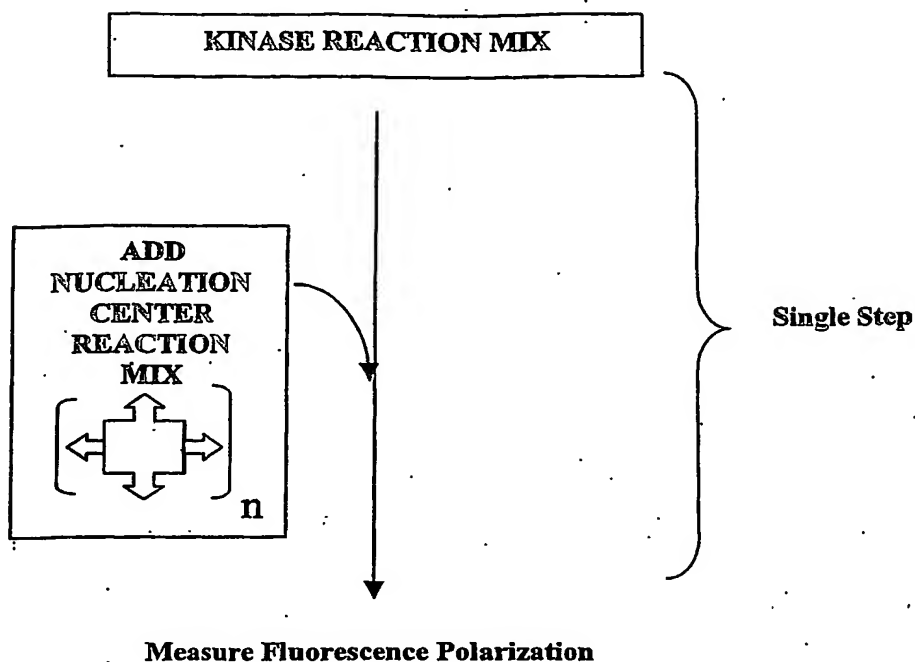 KINASE REACTION MIX
ADD
NUCLEATION
CENTER
REACTION
MIX
n
Single Step
Measure Fluorescence Polarization